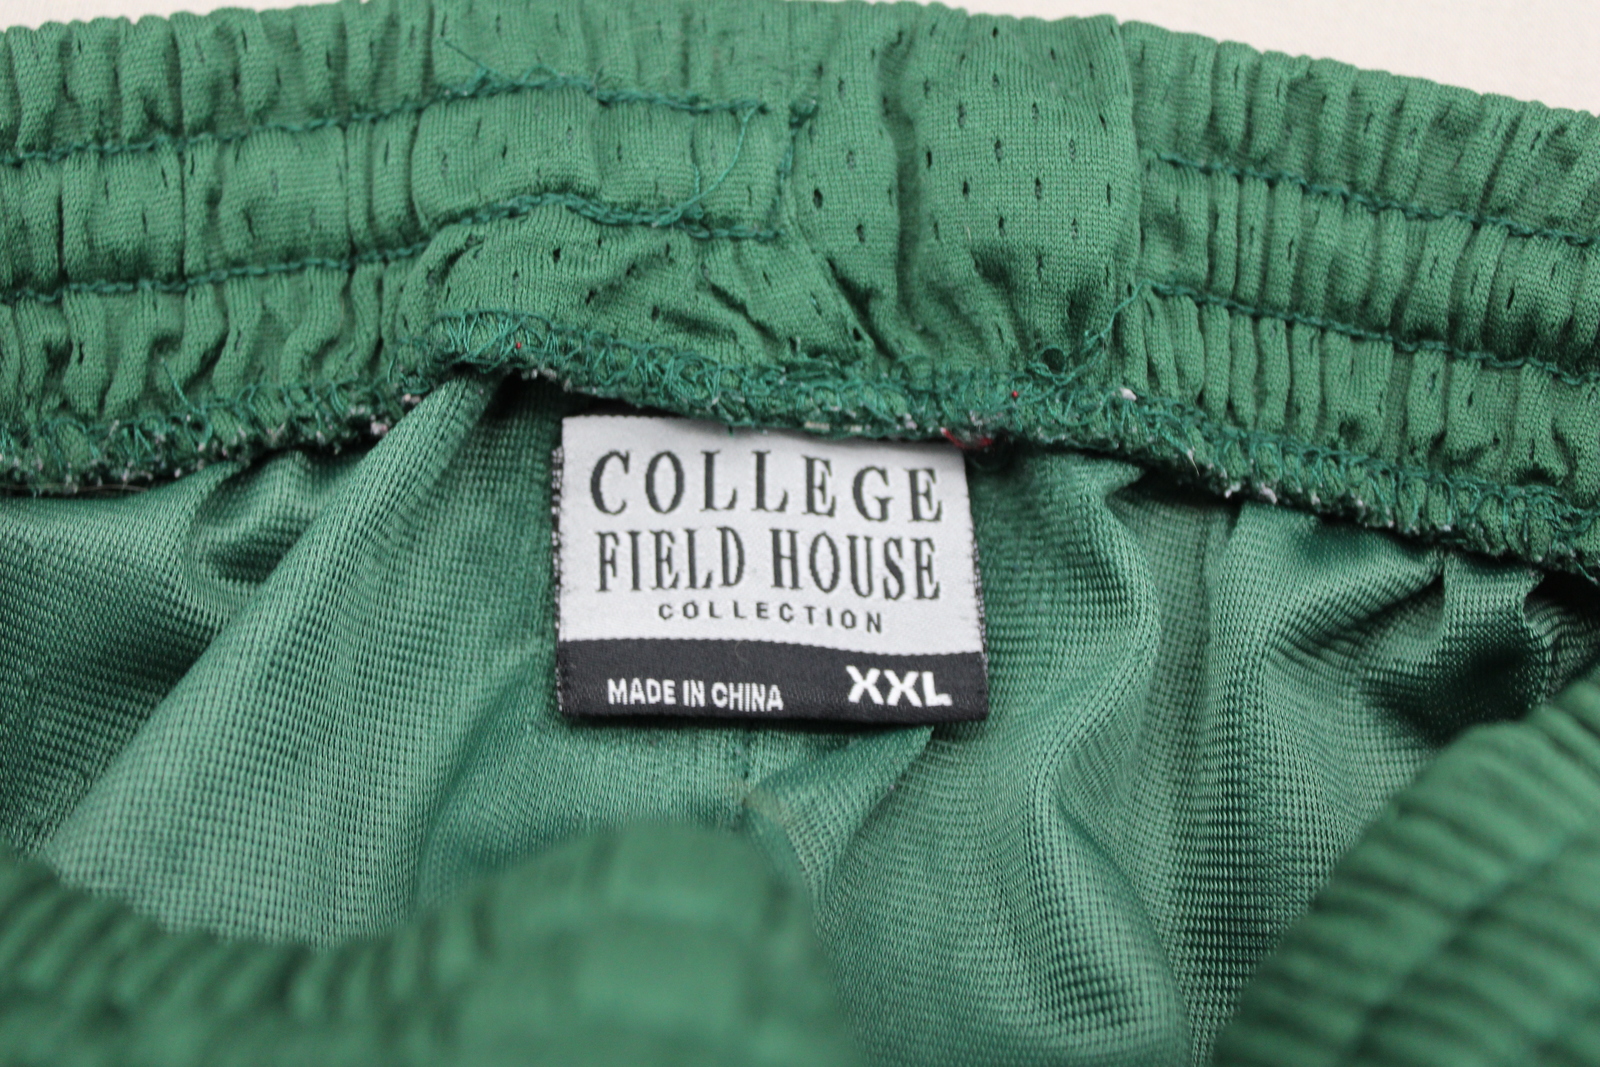 COLLEGE
FIELD HOUSE
COLLECTION
MADE IN CHINA XXL